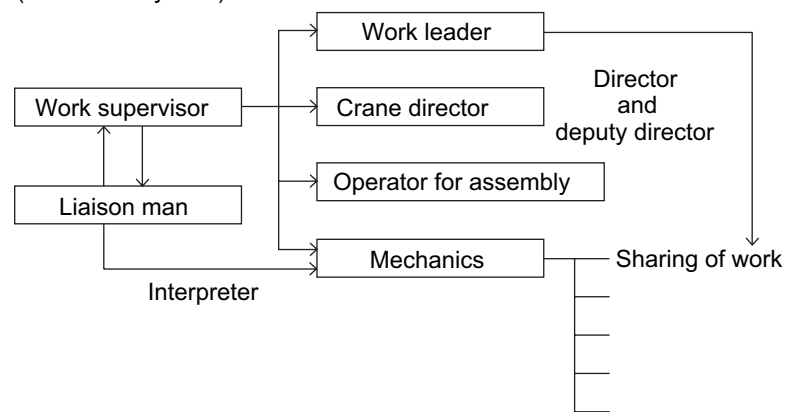 Work leader
Director
and
deputy director
Work supervisor
Crane director
Operator for assembly
Liaison man
Mechanics
Sharing of work
Interpreter